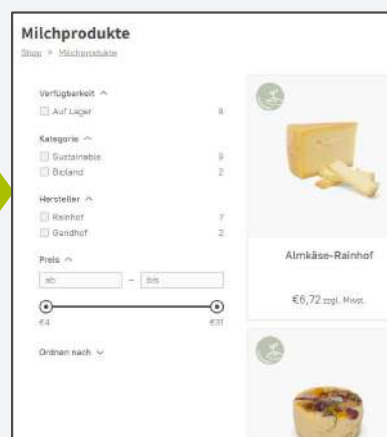 Milchprodukte
Shop > Milchprodukte
Verfügbarkeit
Auf Lager 8
Kategorie
Sustainable 9
Bioland 2
Hersteller
Rainhof 7
Gandhof 2
Preis
ab – bis
€4 €31
Ordnen nach
Almkäse-Rainhof
€6,72 zzgl. Mwst.